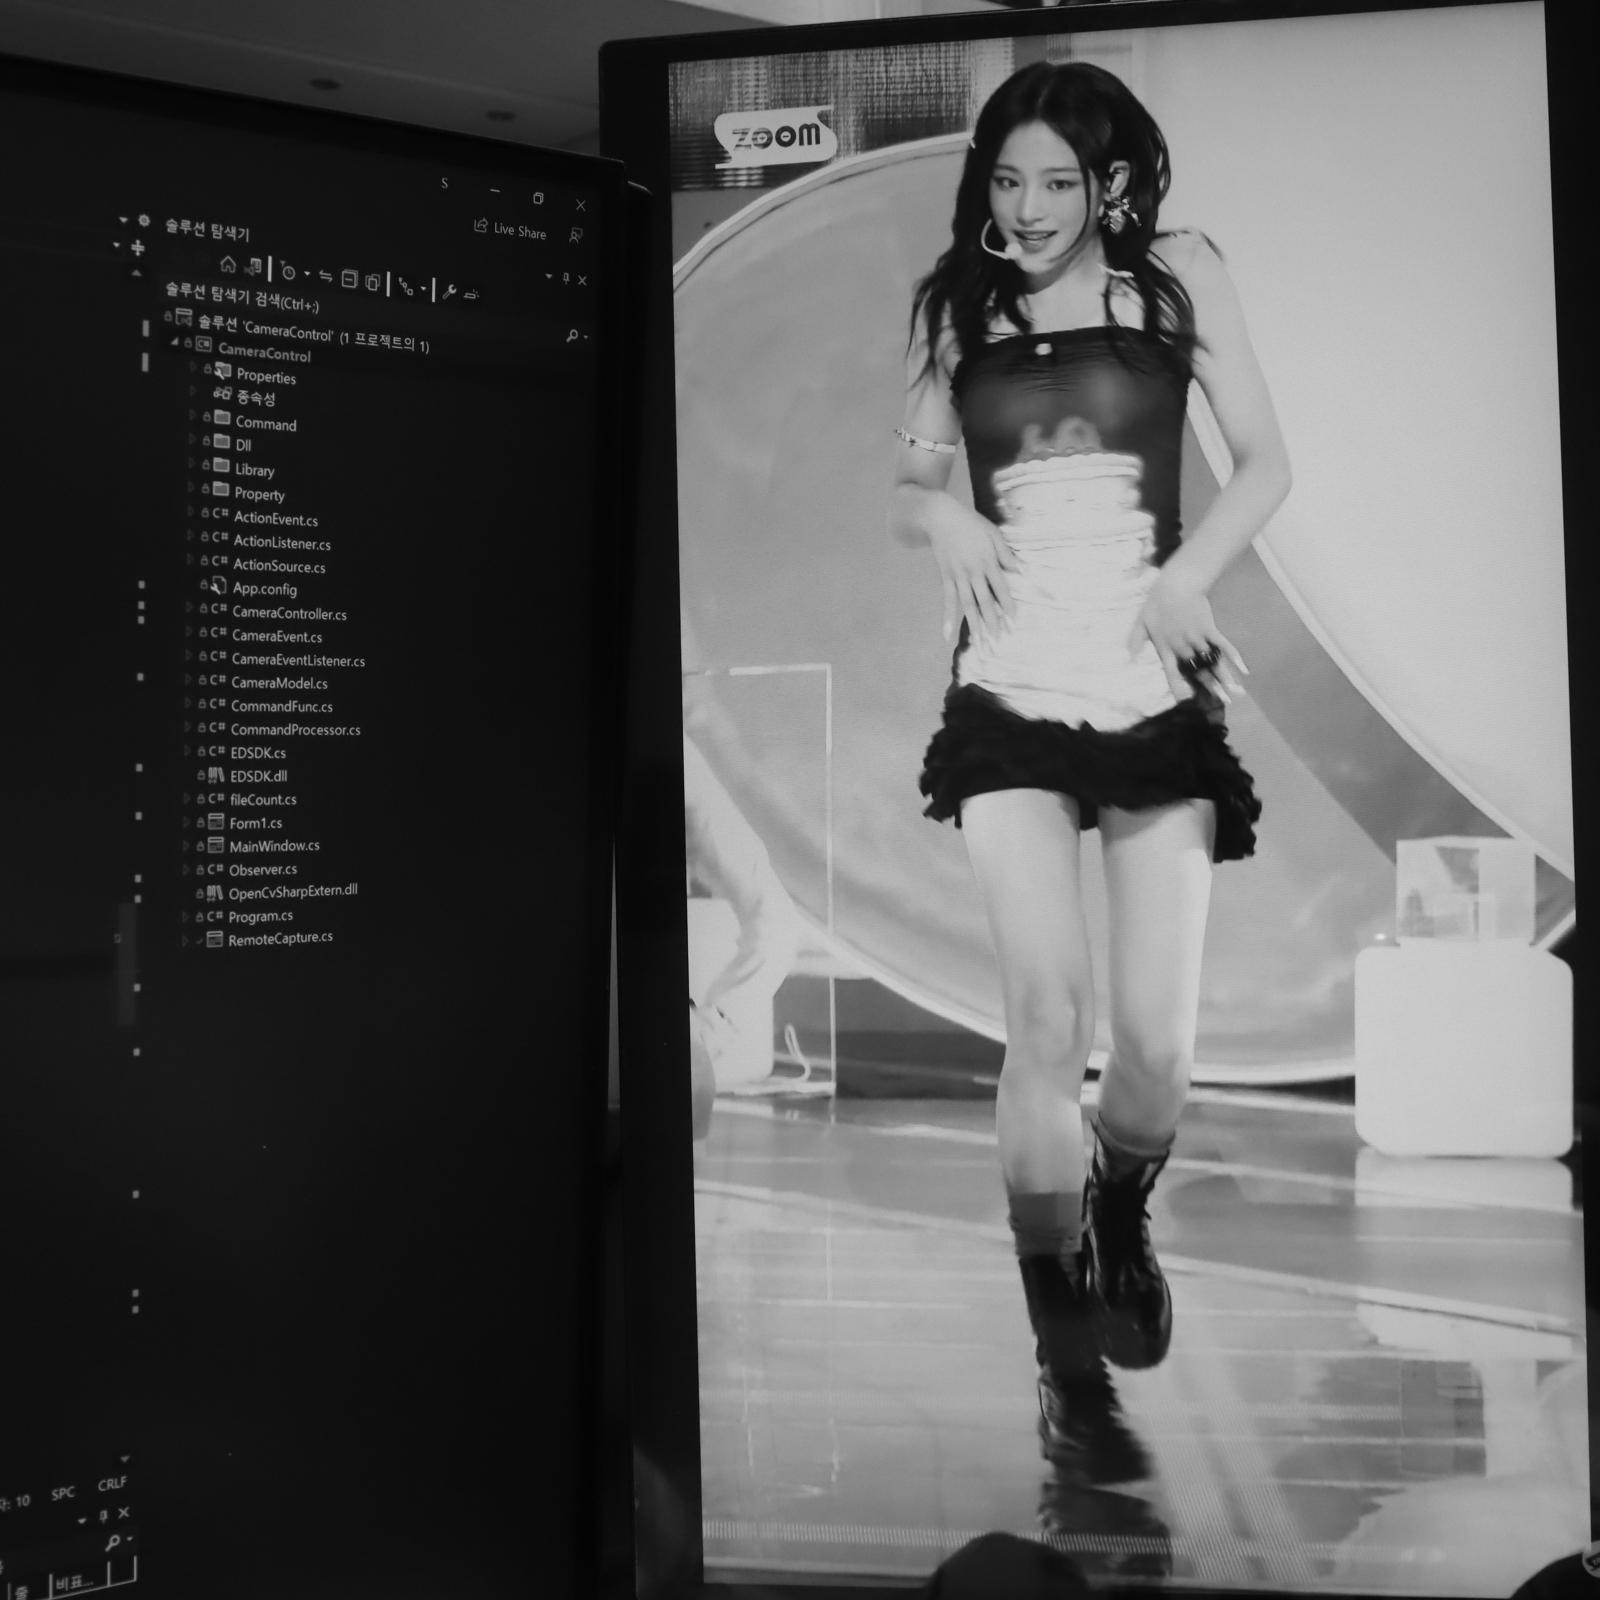 S
Live Share
솔루션 탐색기
솔루션 탐색기 검색(Ctrl+;)
솔루션 'CameraControl' (1 프로젝트의 1)
CameraControl
Properties
종속성
Command
Dll
Library
Property
C# ActionEvent.cs
C# ActionListener.cs
C# ActionSource.cs
App.config
C# CameraController.cs
C# CameraEvent.cs
C# CameraEventListener.cs
C# CameraModel.cs
C# CommandFunc.cs
C# CommandProcessor.cs
C# EDSDK.cs
EDSDK.dll
C# fileCount.cs
Form1.cs
MainWindow.cs
C# Observer.cs
OpenCvSharpExtern.dll
C# Program.cs
RemoteCapture.cs
: 10 SPC CRLF
줄 비표...
zoom